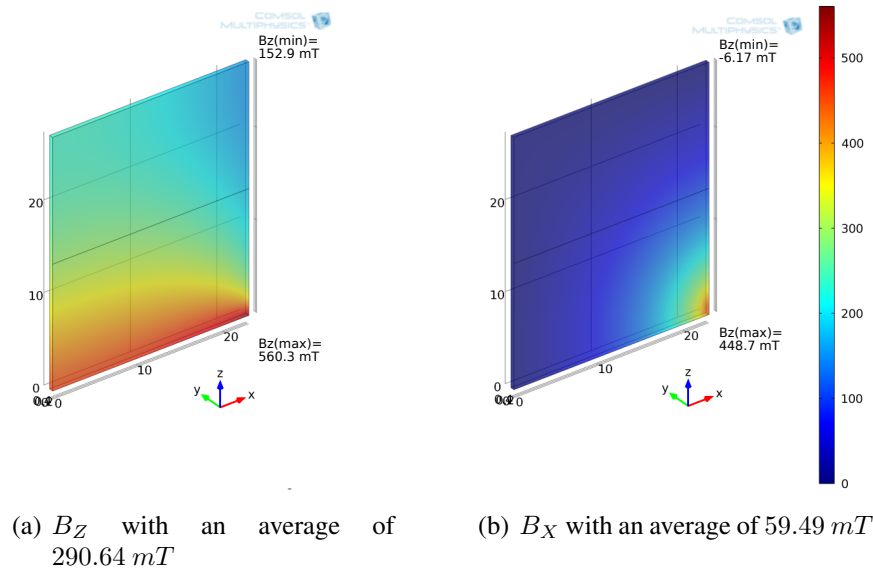 COMSOL
MULTIPHYSICS
Bz(min)=
152.9 mT
20
10
0
10
20
Bz(max)=
560.3 mT
z
y
x
COMSOL
MULTIPHYSICS
Bz(min)=
-6.17 mT
20
10
0
10
20
Bz(max)=
448.7 mT
z
y
x
500
400
300
200
100
0
(a) B_Z with an average of
290.64 mT
(b) B_X with an average of 59.49 mT